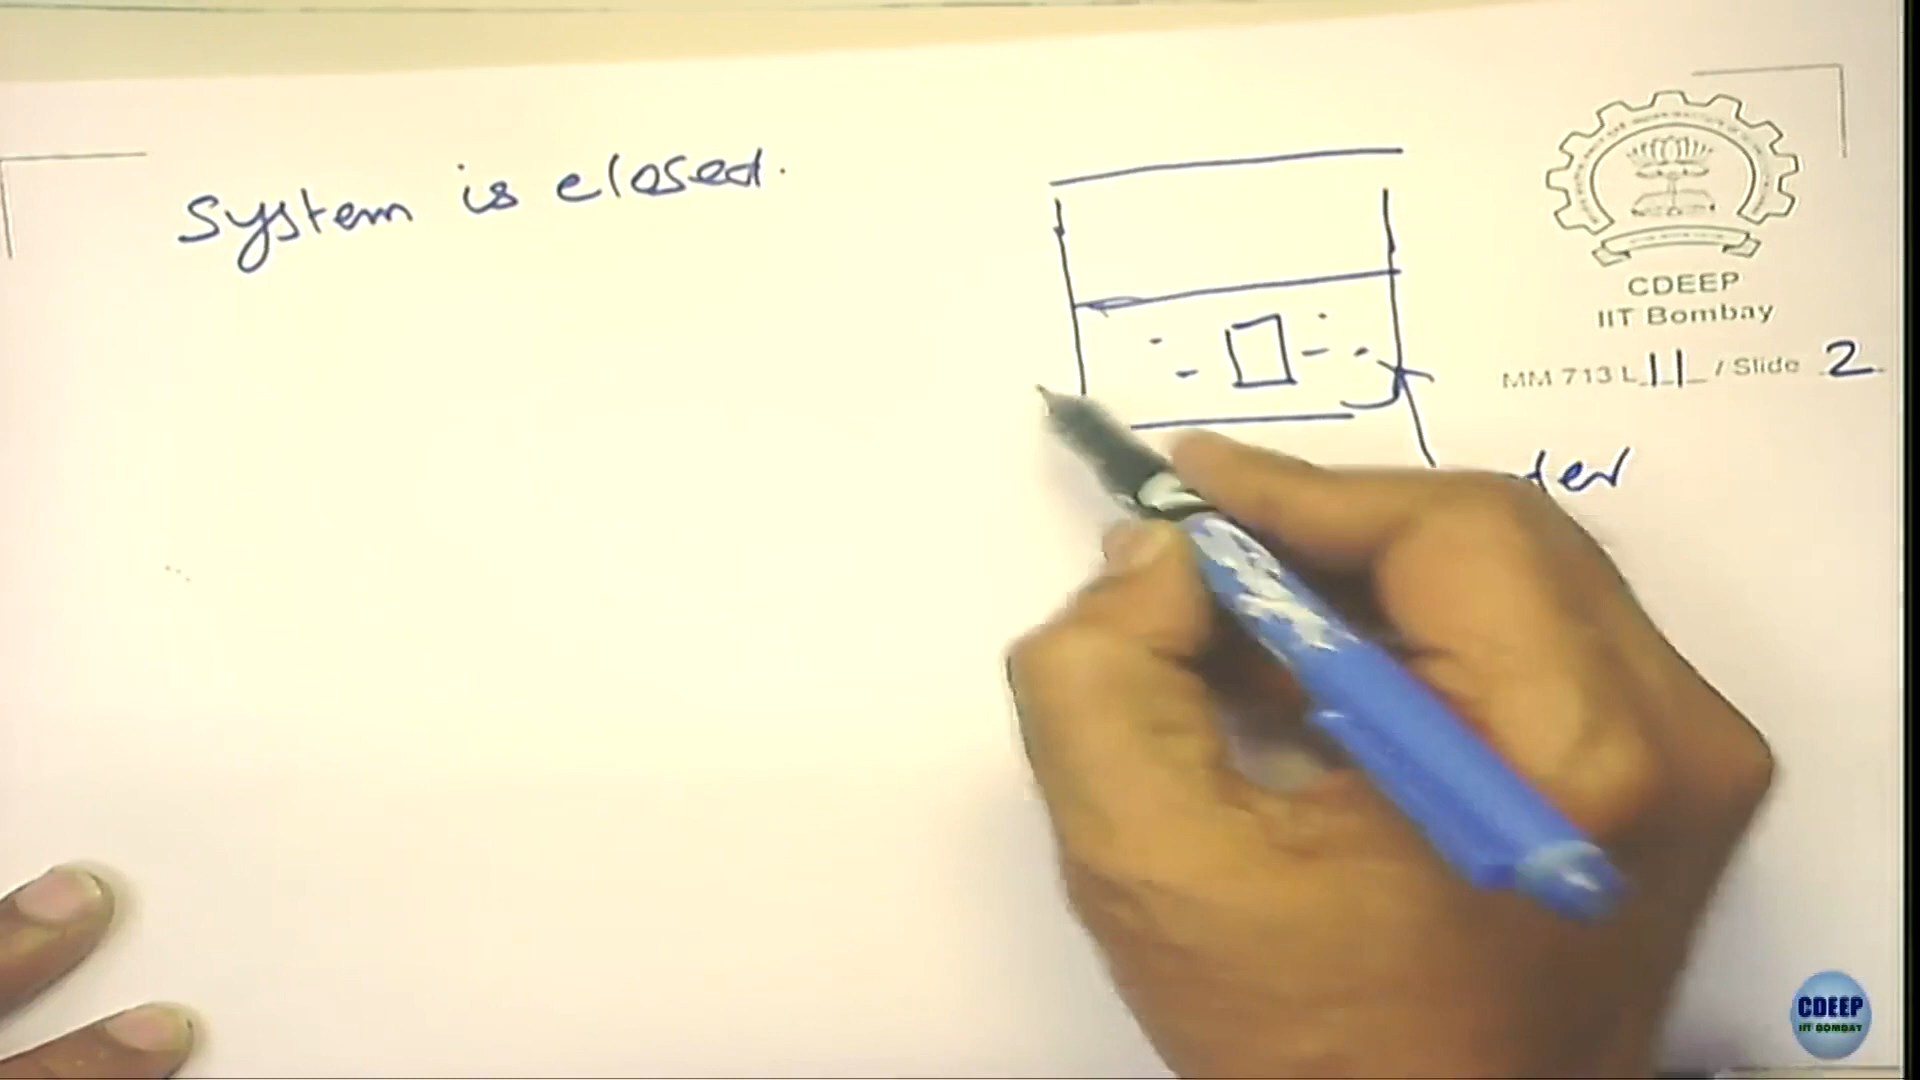 System is closed.
CDEEP
IIT Bombay
MM 713 L 11 / Slide 2
CDEEP
IIT BOMBAY